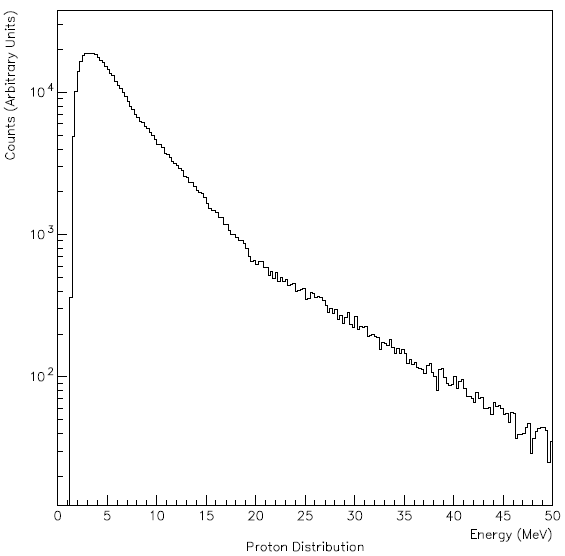 Counts (Arbitrary Units)
10^4
10^3
10^2
0 5 10 15 20 25 30 35 40 45 50
Energy (MeV)
Proton Distribution